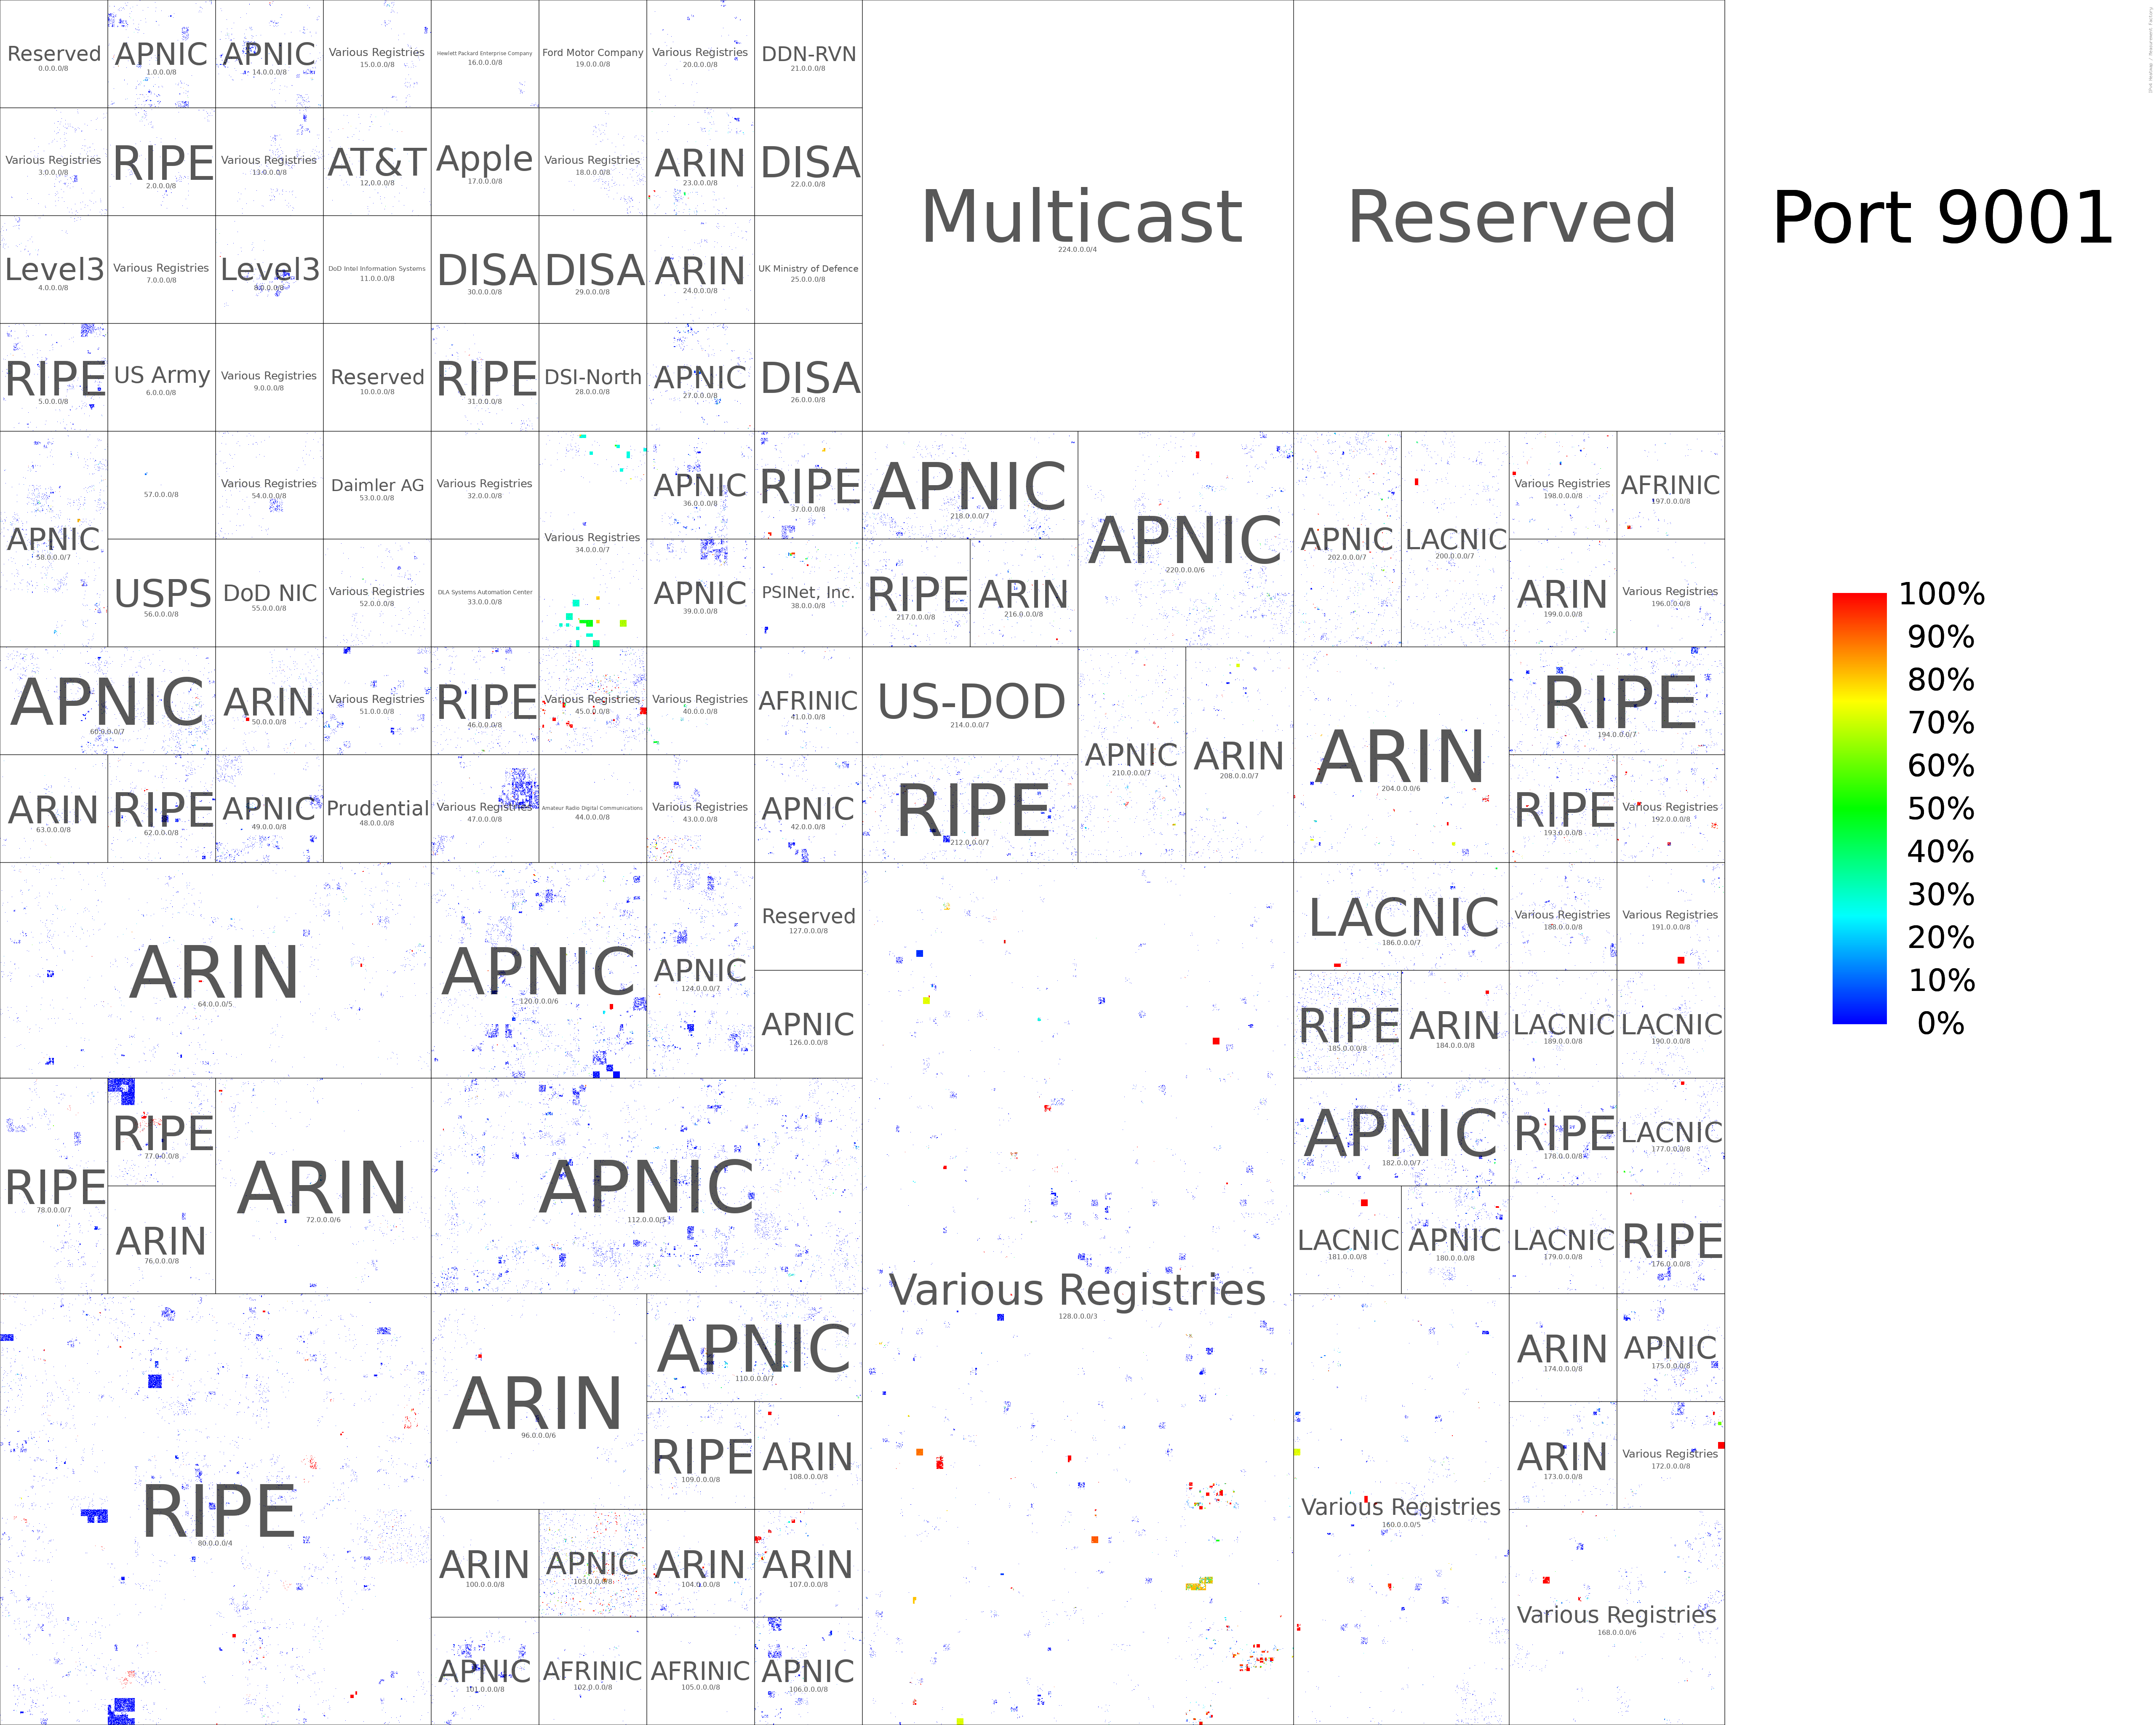 Reserved
0.0.0.0/8
APNIC
1.0.0.0/8
APNIC
14.0.0.0/8
Various Registries
15.0.0.0/8
Hewlett Packard Enterprise Company
16.0.0.0/8
Ford Motor Company
19.0.0.0/8
Various Registries
20.0.0.0/8
DDN-RVN
21.0.0.0/8
Various Registries
3.0.0.0/8
RIPE
2.0.0.0/8
Various Registries
13.0.0.0/8
AT&T
12.0.0.0/8
Apple
17.0.0.0/8
Various Registries
18.0.0.0/8
ARIN
23.0.0.0/8
DISA
22.0.0.0/8
Multicast
224.0.0.0/4
Reserved
Port 9001
Level3
4.0.0.0/8
Various Registries
7.0.0.0/8
Level3
8.0.0.0/8
DoD Intel Information Systems
11.0.0.0/8
DISA
30.0.0.0/8
DISA
29.0.0.0/8
ARIN
24.0.0.0/8
UK Ministry of Defence
25.0.0.0/8
RIPE
5.0.0.0/8
US Army
6.0.0.0/8
Various Registries
9.0.0.0/8
Reserved
10.0.0.0/8
RIPE
31.0.0.0/8
DSI-North
28.0.0.0/8
APNIC
27.0.0.0/8
DISA
26.0.0.0/8
APNIC
58.0.0.0/7
57.0.0.0/8
Various Registries
54.0.0.0/8
Daimler AG
53.0.0.0/8
Various Registries
32.0.0.0/8
Various Registries
34.0.0.0/7
APNIC
36.0.0.0/8
RIPE
37.0.0.0/8
APNIC
218.0.0.0/7
APNIC
220.0.0.0/6
APNIC
202.0.0.0/7
LACNIC
200.0.0.0/7
Various Registries
198.0.0.0/8
AFRINIC
197.0.0.0/8
USPS
56.0.0.0/8
DoD NIC
55.0.0.0/8
Various Registries
52.0.0.0/8
DLA Systems Automation Center
33.0.0.0/8
APNIC
39.0.0.0/8
PSINet, Inc.
38.0.0.0/8
RIPE
217.0.0.0/8
ARIN
216.0.0.0/8
ARIN
199.0.0.0/8
Various Registries
196.0.0.0/8
100%
90%
80%
70%
60%
50%
40%
30%
20%
10%
0%
APNIC
60.0.0.0/7
ARIN
50.0.0.0/8
Various Registries
51.0.0.0/8
RIPE
46.0.0.0/8
Various Registries
45.0.0.0/8
Various Registries
40.0.0.0/8
AFRINIC
41.0.0.0/8
US-DOD
214.0.0.0/7
APNIC
210.0.0.0/7
ARIN
208.0.0.0/7
ARIN
204.0.0.0/6
RIPE
194.0.0.0/7
ARIN
63.0.0.0/8
RIPE
62.0.0.0/8
APNIC
49.0.0.0/8
Prudential
48.0.0.0/8
Various Registries
47.0.0.0/8
Amateur Radio Digital Communications
44.0.0.0/8
Various Registries
43.0.0.0/8
APNIC
42.0.0.0/8
RIPE
212.0.0.0/7
RIPE
193.0.0.0/8
Various Registries
192.0.0.0/8
ARIN
64.0.0.0/5
APNIC
120.0.0.0/6
APNIC
124.0.0.0/7
Reserved
127.0.0.0/8
APNIC
126.0.0.0/8
LACNIC
186.0.0.0/7
Various Registries
188.0.0.0/8
Various Registries
191.0.0.0/8
RIPE
185.0.0.0/8
ARIN
184.0.0.0/8
LACNIC
189.0.0.0/8
LACNIC
190.0.0.0/8
RIPE
78.0.0.0/7
RIPE
77.0.0.0/8
ARIN
76.0.0.0/8
ARIN
72.0.0.0/6
APNIC
112.0.0.0/5
APNIC
182.0.0.0/7
RIPE
178.0.0.0/8
LACNIC
177.0.0.0/8
LACNIC
181.0.0.0/8
APNIC
180.0.0.0/8
LACNIC
179.0.0.0/8
RIPE
176.0.0.0/8
Various Registries
128.0.0.0/3
RIPE
80.0.0.0/4
ARIN
96.0.0.0/6
APNIC
110.0.0.0/7
RIPE
109.0.0.0/8
ARIN
108.0.0.0/8
Various Registries
160.0.0.0/5
ARIN
174.0.0.0/8
APNIC
175.0.0.0/8
ARIN
173.0.0.0/8
Various Registries
172.0.0.0/8
ARIN
100.0.0.0/8
APNIC
103.0.0.0/8
ARIN
104.0.0.0/8
ARIN
107.0.0.0/8
Various Registries
168.0.0.0/6
APNIC
101.0.0.0/8
AFRINIC
102.0.0.0/8
AFRINIC
105.0.0.0/8
APNIC
106.0.0.0/8